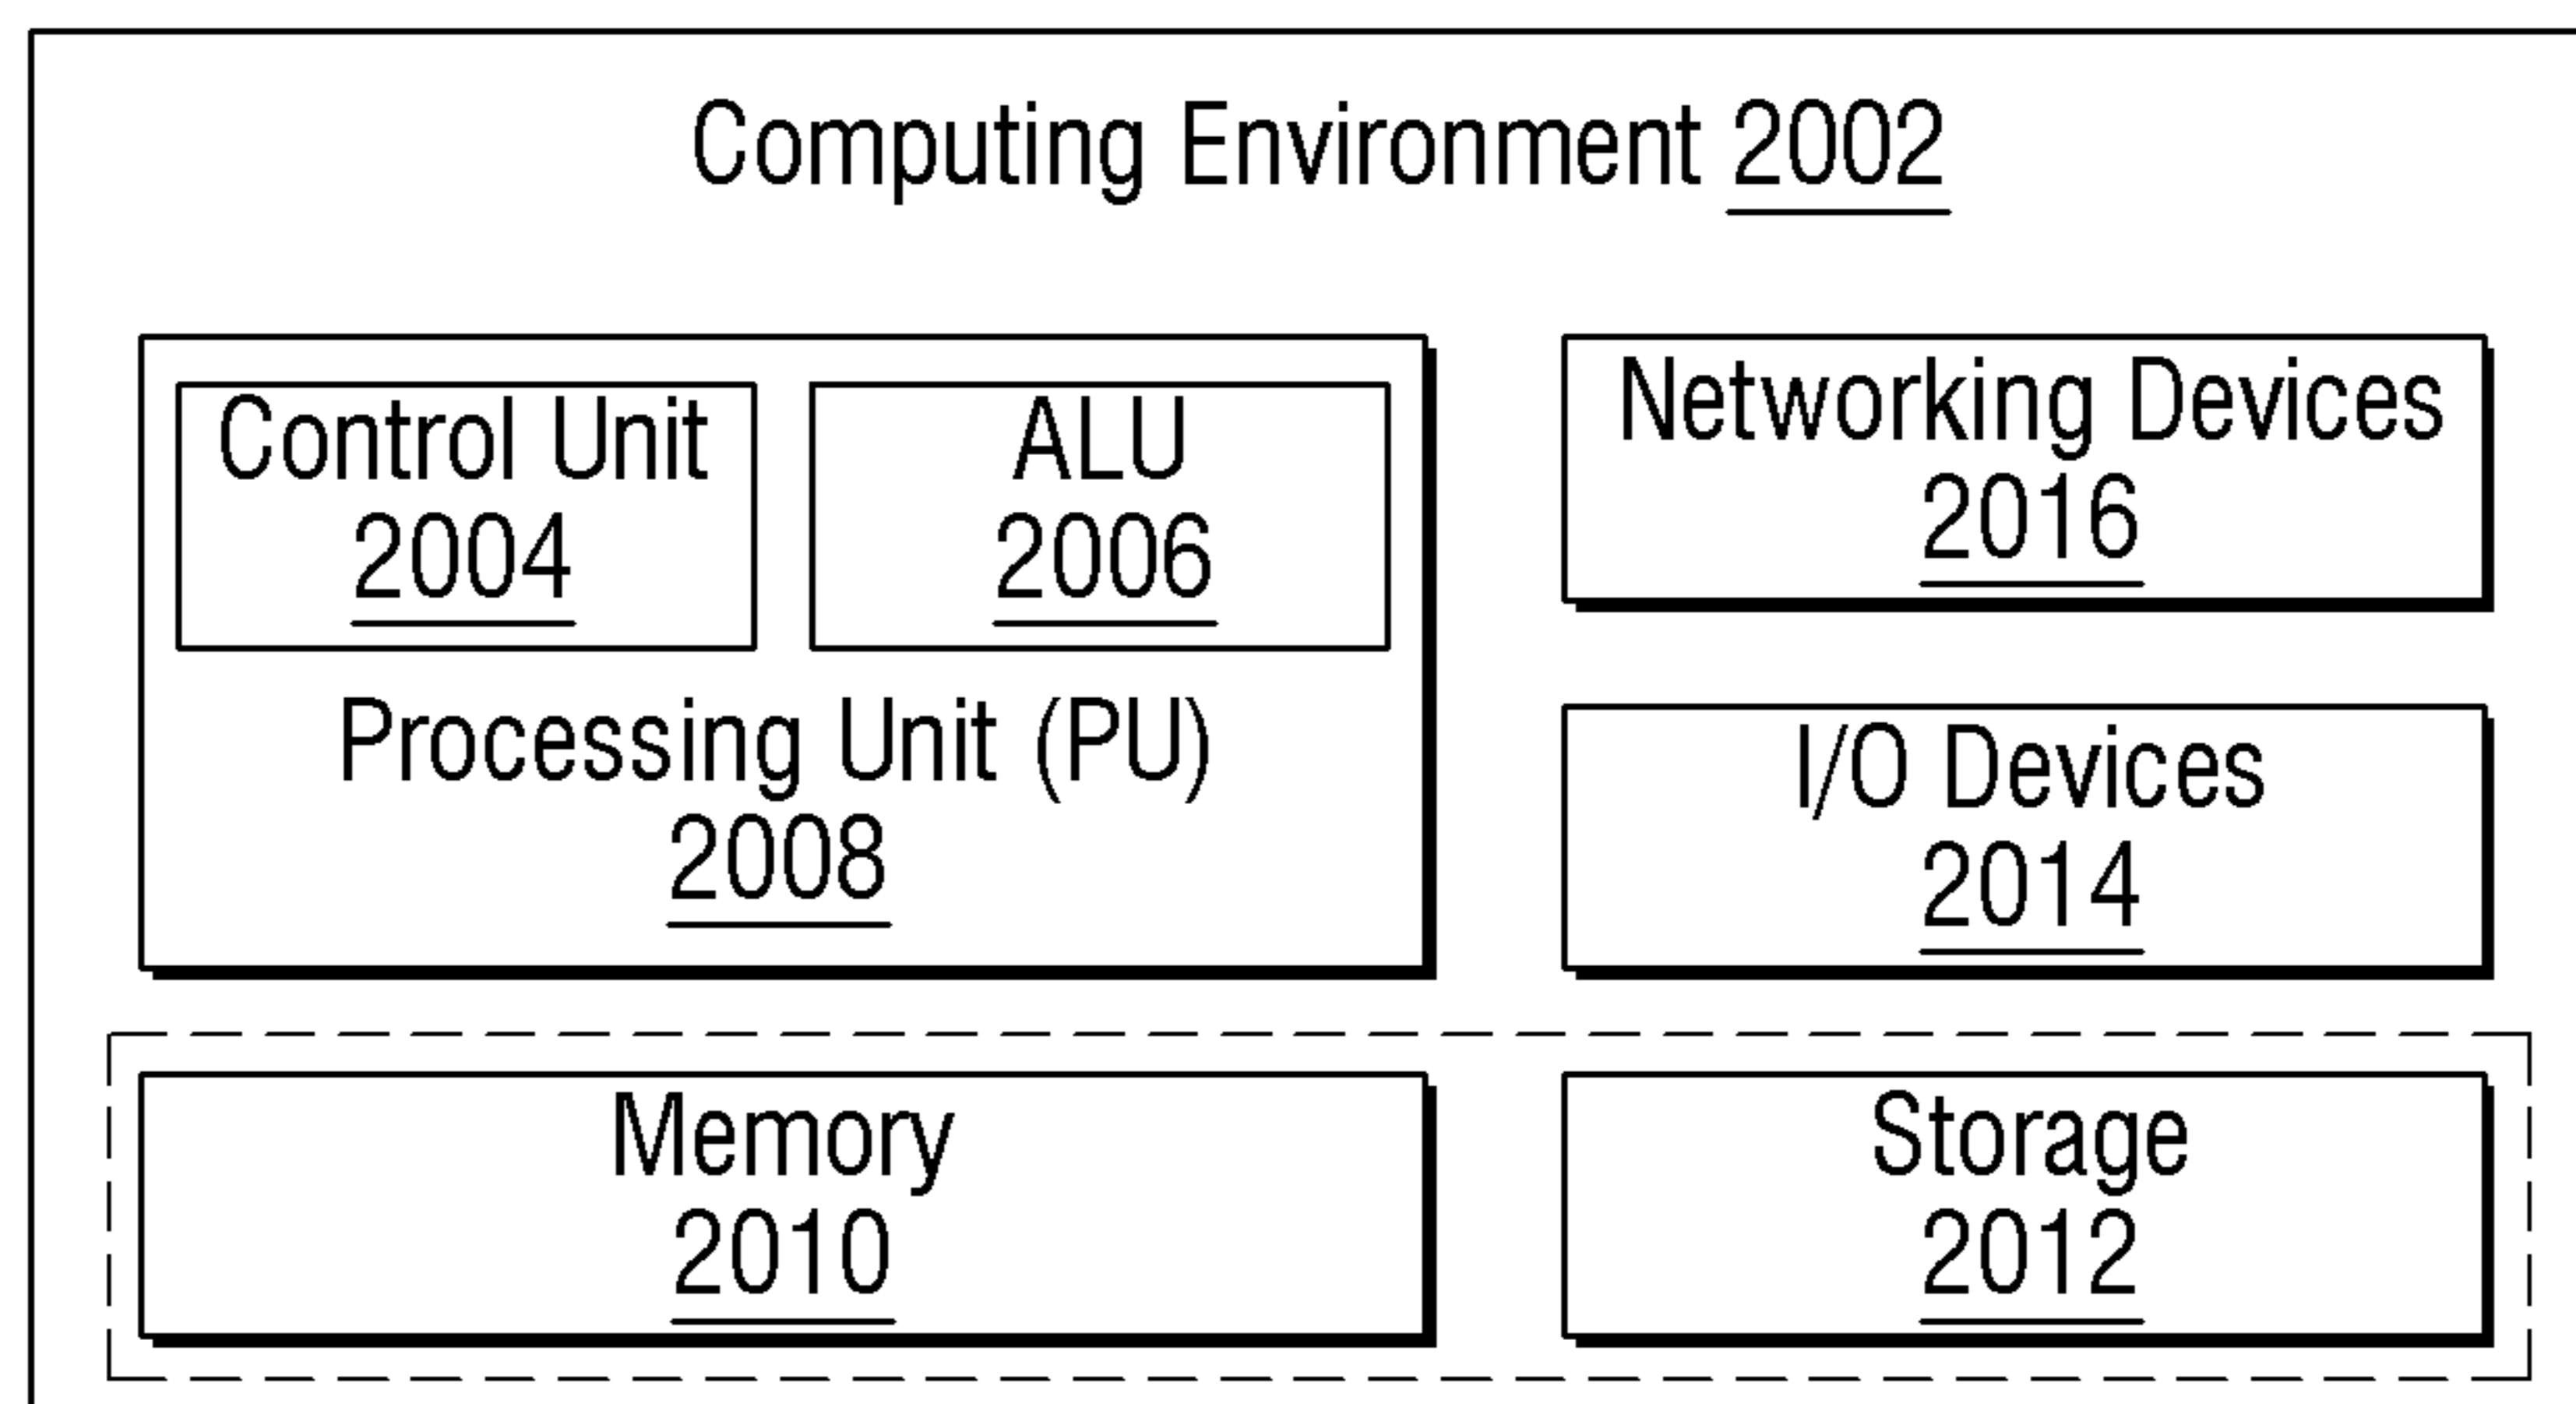 Computing Environment 2002
Control Unit
2004
ALU
2006
Processing Unit (PU)
2008
Networking Devices
2016
I/O Devices
2014
Memory
2010
Storage
2012